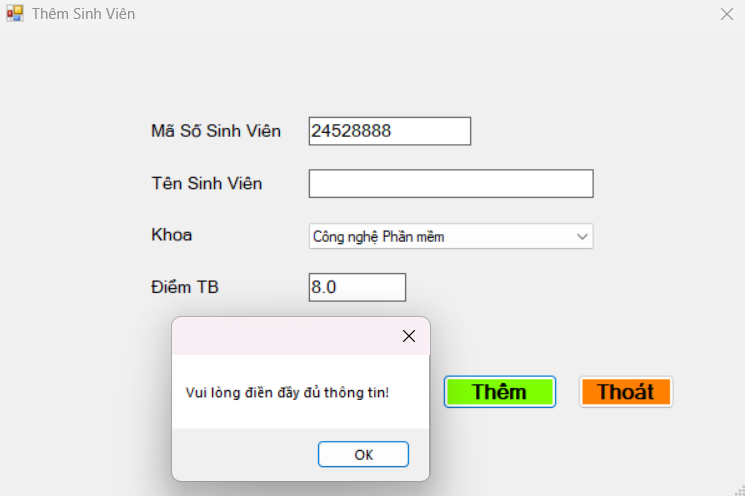 Thêm Sinh Viên
Mã Số Sinh Viên 24528888
Tên Sinh Viên
Khoa Công nghệ Phần mềm
Điểm TB 8.0
Vui lòng điền đầy đủ thông tin!
OK
Thêm Thoát